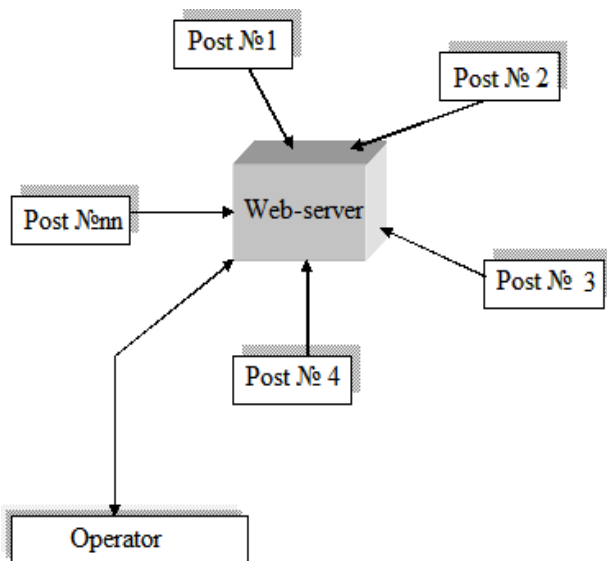 Post №1
Post № 2
Web-server
Post №nn
Post № 3
Post № 4
Operator